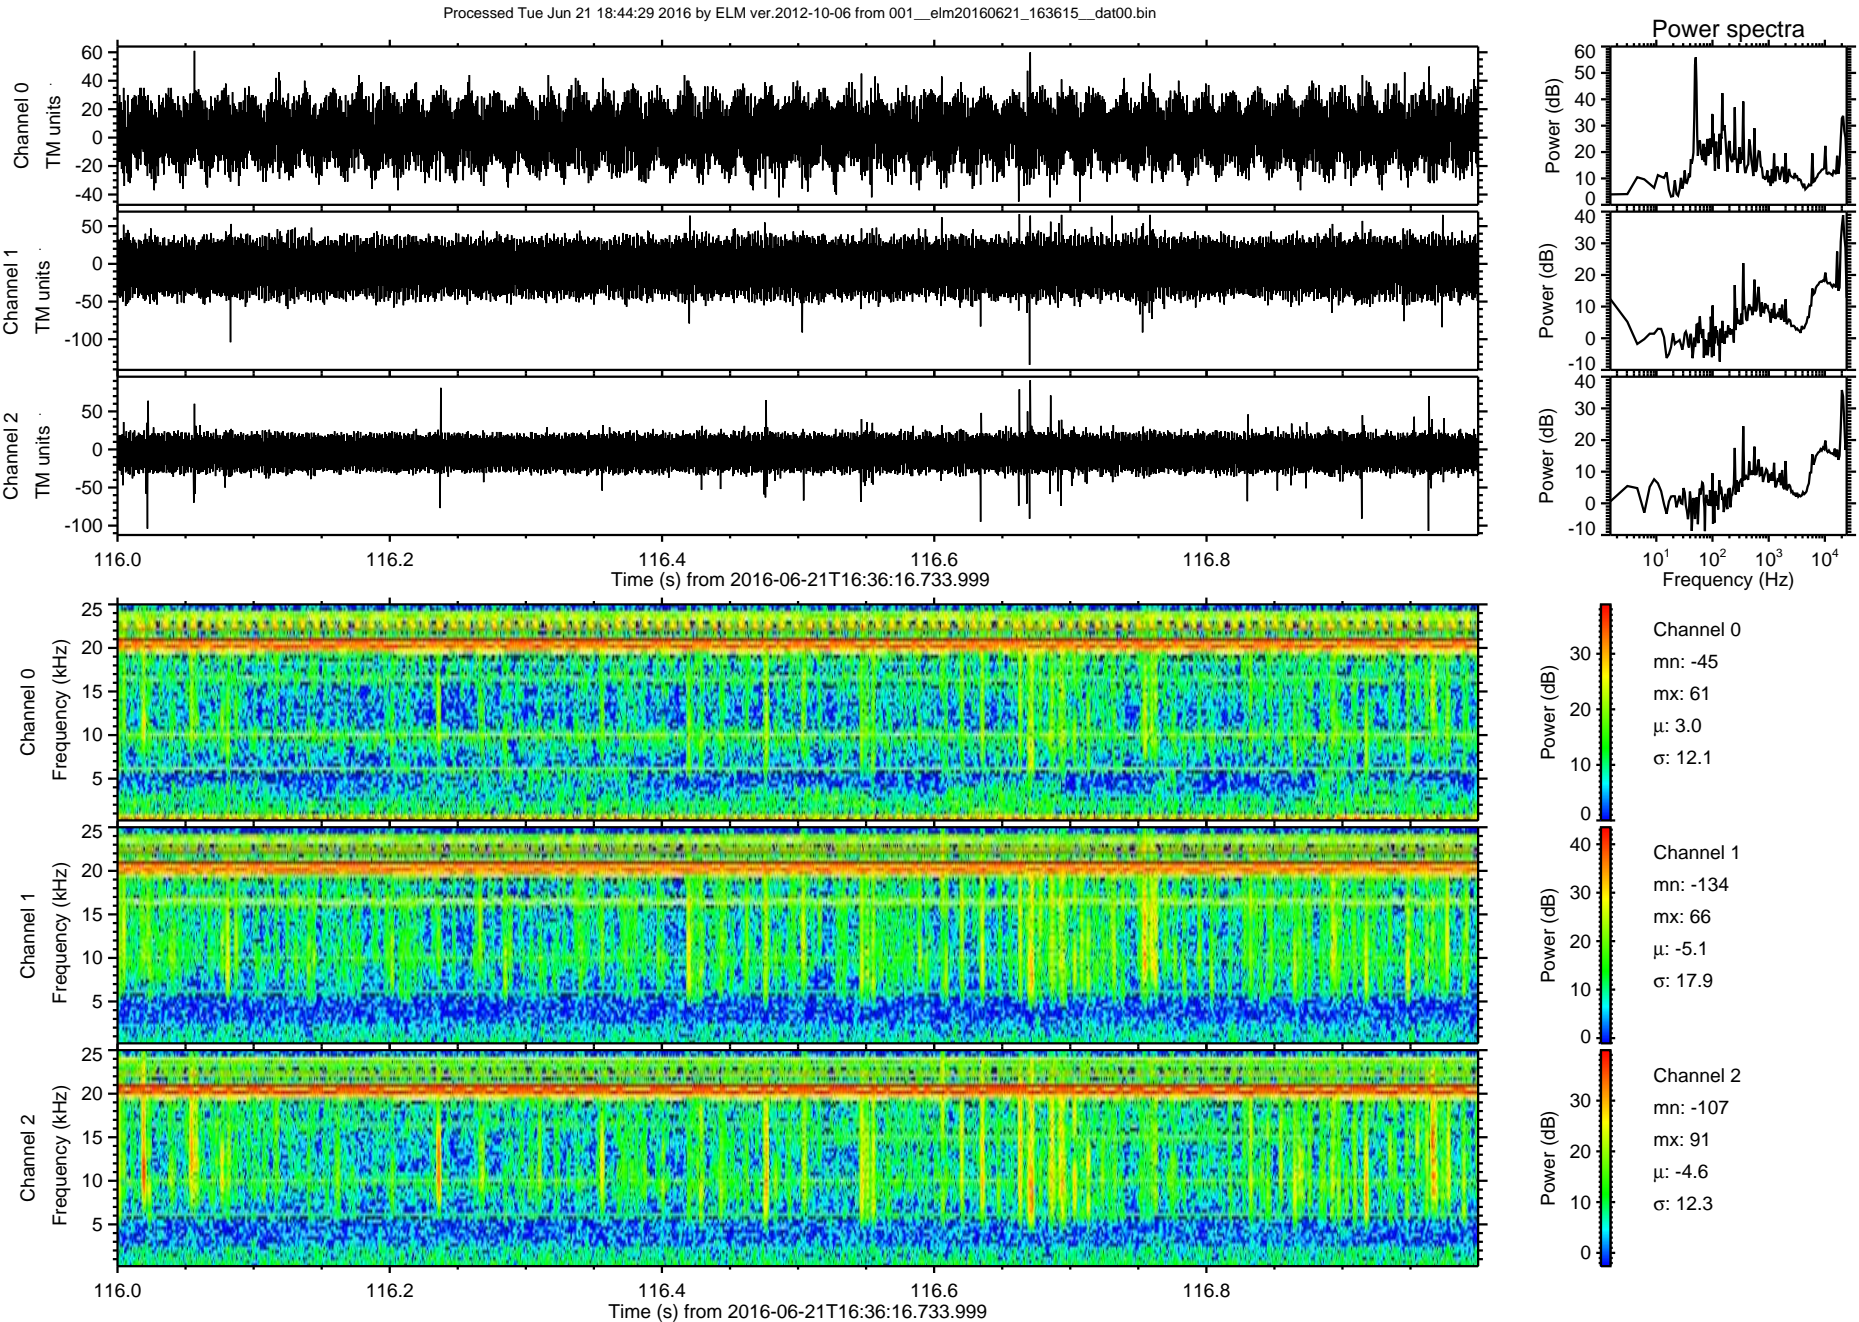 Processed Tue Jun 21 18:44:29 2016 by ELM ver.2012-10-06 from 001__elm20160621_163615__dat00.bin
Power spectra
Channel 0
TM units
60
40
20
0
-20
-40
Power (dB)
60
50
40
30
20
10
0
Channel 1
TM units
50
0
-50
-100
Power (dB)
40
30
20
10
0
-10
Channel 2
TM units
50
0
-50
-100
Power (dB)
40
30
20
10
0
-10
116.0 116.2 116.4 116.6 116.8
Time (s) from 2016-06-21T16:36:16.733.999
10¹ 10² 10³ 10⁴
Frequency (Hz)
Channel 0
Frequency (kHz)
25
20
15
10
5
Power (dB)
30
20
10
0
Channel 0
mn: -45
mx: 61
μ: 3.0
σ: 12.1
Channel 1
Frequency (kHz)
25
20
15
10
5
Power (dB)
40
30
20
10
0
Channel 1
mn: -134
mx: 66
μ: -5.1
σ: 17.9
Channel 2
Frequency (kHz)
25
20
15
10
5
Power (dB)
30
20
10
0
Channel 2
mn: -107
mx: 91
μ: -4.6
σ: 12.3
116.0 116.2 116.4 116.6 116.8
Time (s) from 2016-06-21T16:36:16.733.999